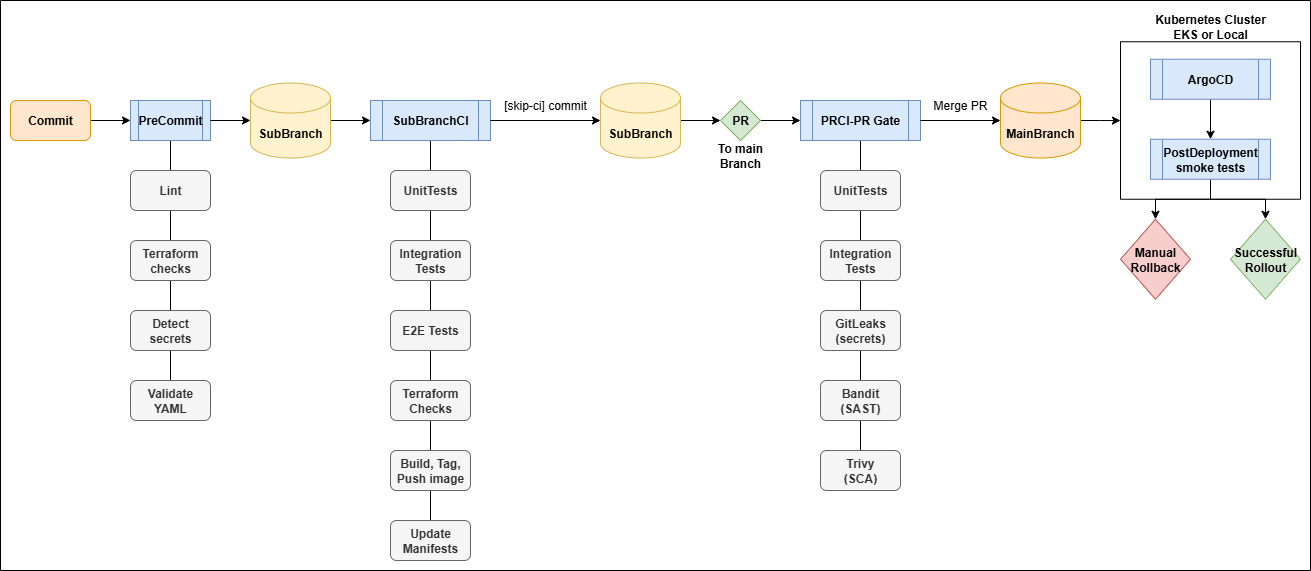 Kubernetes Cluster
EKS or Local
Commit
PreCommit
SubBranch
SubBranchCI
[skip-ci] commit
SubBranch
PR
To main
Branch
PRCI-PR Gate
Merge PR
MainBranch
ArgoCD
PostDeployment
smoke tests
Manual
Rollback
Successful
Rollout
Lint
Terraform
checks
Detect
secrets
Validate
YAML
UnitTests
Integration
Tests
E2E Tests
Terraform
Checks
Build, Tag,
Push image
Update
Manifests
UnitTests
Integration
Tests
GitLeaks
(secrets)
Bandit
(SAST)
Trivy
(SCA)